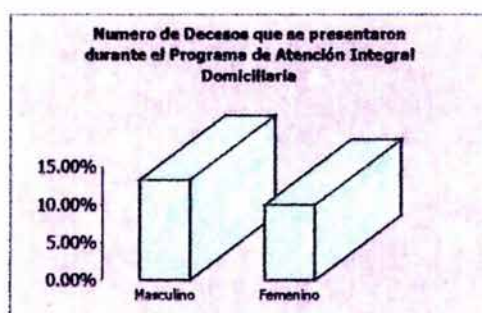 Numero de Decesos que se presentaron
durante el Programa de Atención Integral
Domiciliaria
15.00%
10.00%
5.00%
0.00%
Masculino
Femenino